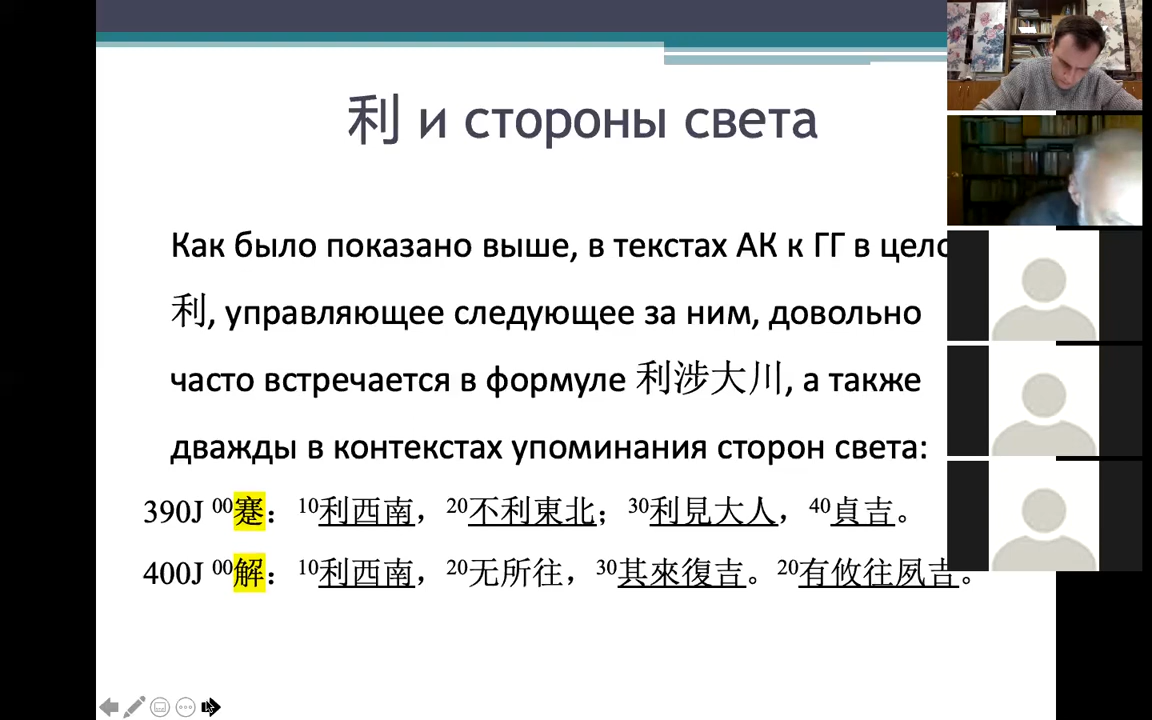 利 и стороны света
Как было показано выше, в текстах АК к ГГ в цело
利, управляющее следующее за ним, довольно
часто встречается в формуле 利涉大川, а также
дважды в контекстах упоминания сторон света:
390J ⁰⁰蹇：¹⁰利西南，²⁰不利東北；³⁰利見大人，⁴⁰貞吉。
400J ⁰⁰解：¹⁰利西南，²⁰无所往，³⁰其來復吉。²⁰有攸往夙吉。